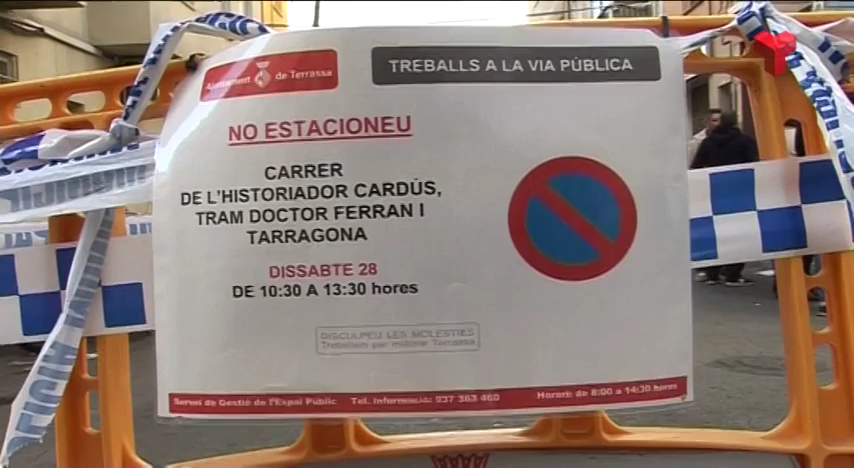 Ajuntament de Terrassa
TREBALLS A LA VIA PÚBLICA
NO ESTACIONEU
CARRER
DE L'HISTORIADOR CARDÚS,
TRAM DOCTOR FERRAN I
TARRAGONA
DISSABTE 28
DE 10:30 A 13:30 hores
DISCULPEU LES MOLESTIES
Treballem per millorar Terrassa
Servei de Gestió de l'Espai Públic Tel. Informació: 937 363 460 Horari: de 8:00 a 14:30 hores